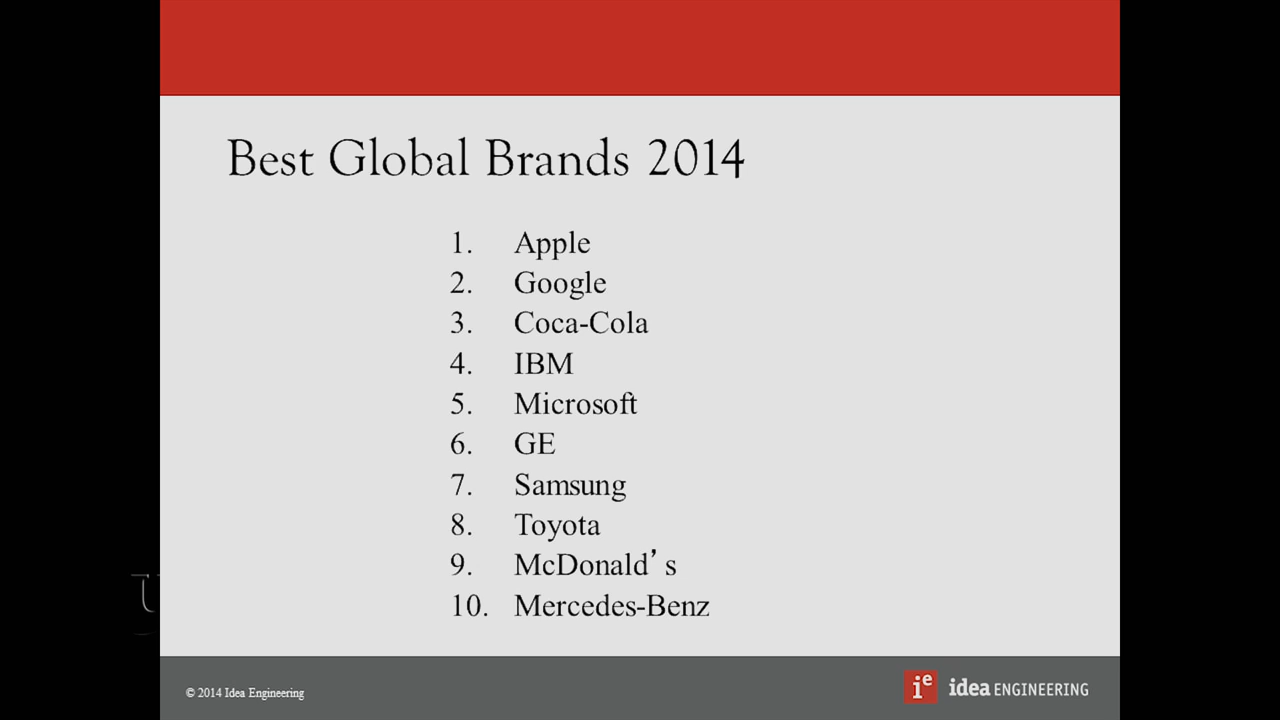 Best Global Brands 2014
1. Apple
2. Google
3. Coca-Cola
4. IBM
5. Microsoft
6. GE
7. Samsung
8. Toyota
9. McDonald’s
10. Mercedes-Benz
© 2014 Idea Engineering
ie idea ENGINEERING